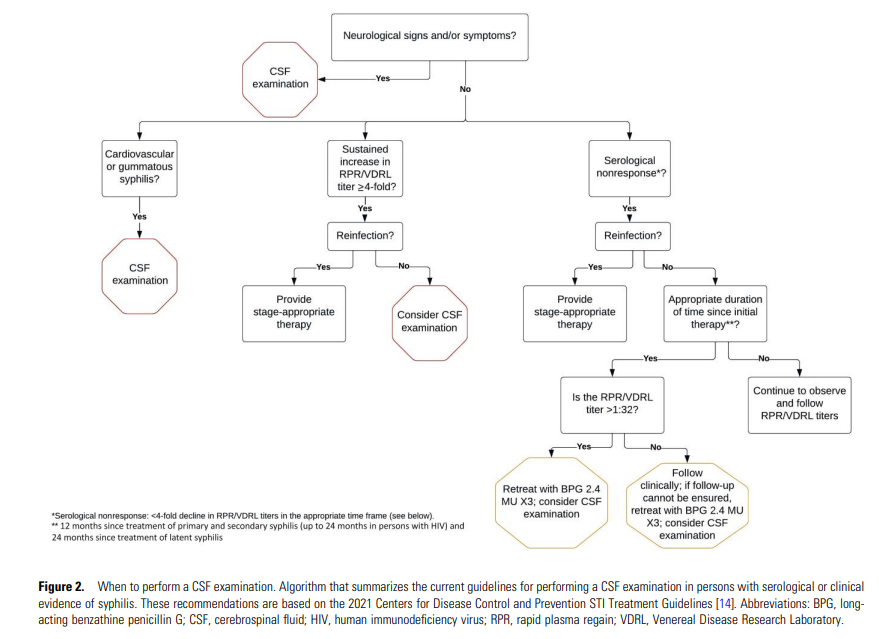 Neurological signs and/or symptoms?
CSF
examination
Yes
No
Cardiovascular
or gummatous
syphilis?
Sustained
increase in
RPR/VDRL
titer ≥4-fold?
Serological
nonresponse*?
Yes
Yes
Yes
Reinfection?
Reinfection?
CSF
examination
Yes
No
Yes
No
Provide
stage-appropriate
therapy
Consider CSF
examination
Provide
stage-appropriate
therapy
Appropriate duration
of time since initial
therapy**?
Yes
No
Is the RPR/VDRL
titer >1:32?
Continue to observe
and follow
RPR/VDRL titers
Yes
No
Retreat with BPG 2.4
MU X3; consider CSF
examination
Follow
clinically; if follow-up
cannot be ensured,
retreat with BPG 2.4 MU
X3; consider CSF
examination
*Serological nonresponse: <4-fold decline in RPR/VDRL titers in the appropriate time frame (see below).
** 12 months since treatment of primary and secondary syphilis (up to 24 months in persons with HIV) and
24 months since treatment of latent syphilis
Figure 2. When to perform a CSF examination. Algorithm that summarizes the current guidelines for performing a CSF examination in persons with serological or clinical
evidence of syphilis. These recommendations are based on the 2021 Centers for Disease Control and Prevention STI Treatment Guidelines [14]. Abbreviations: BPG, long-
acting benzathine penicillin G; CSF, cerebrospinal fluid; HIV, human immunodeficiency virus; RPR, rapid plasma regain; VDRL, Venereal Disease Research Laboratory.